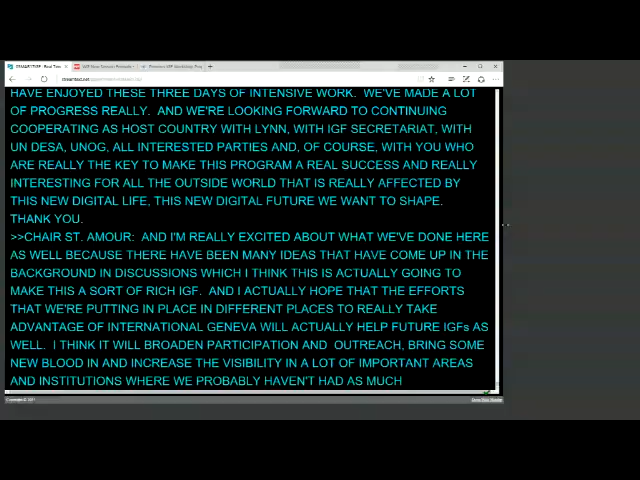 HAVE ENJOYED THESE THREE DAYS OF INTENSIVE WORK.  WE'VE MADE A LOT
OF PROGRESS REALLY.  AND WE'RE LOOKING FORWARD TO CONTINUING
COOPERATING AS HOST COUNTRY WITH LYNN, WITH IGF SECRETARIAT, WITH
UN DESA, UNOG, ALL INTERESTED PARTIES AND, OF COURSE, WITH YOU WHO
ARE REALLY THE KEY TO MAKE THIS PROGRAM A REAL SUCCESS AND REALLY
INTERESTING FOR ALL THE OUTSIDE WORLD THAT IS REALLY AFFECTED BY
THIS NEW DIGITAL LIFE, THIS NEW DIGITAL FUTURE WE WANT TO SHAPE.
THANK YOU.
>>CHAIR ST. AMOUR:  AND I'M REALLY EXCITED ABOUT WHAT WE'VE DONE HERE
AS WELL BECAUSE THERE HAVE BEEN MANY IDEAS THAT HAVE COME UP IN THE
BACKGROUND IN DISCUSSIONS WHICH I THINK THIS IS ACTUALLY GOING TO
MAKE THIS A SORT OF RICH IGF.  AND I ACTUALLY HOPE THAT THE EFFORTS
THAT WE'RE PUTTING IN PLACE IN DIFFERENT PLACES TO REALLY TAKE
ADVANTAGE OF INTERNATIONAL GENEVA WILL ACTUALLY HELP FUTURE IGFs AS
WELL.  I THINK IT WILL BROADEN PARTICIPATION AND  OUTREACH, BRING SOME
NEW BLOOD IN AND INCREASE THE VISIBILITY IN A LOT OF IMPORTANT AREAS
AND INSTITUTIONS WHERE WE PROBABLY HAVEN'T HAD AS MUCH